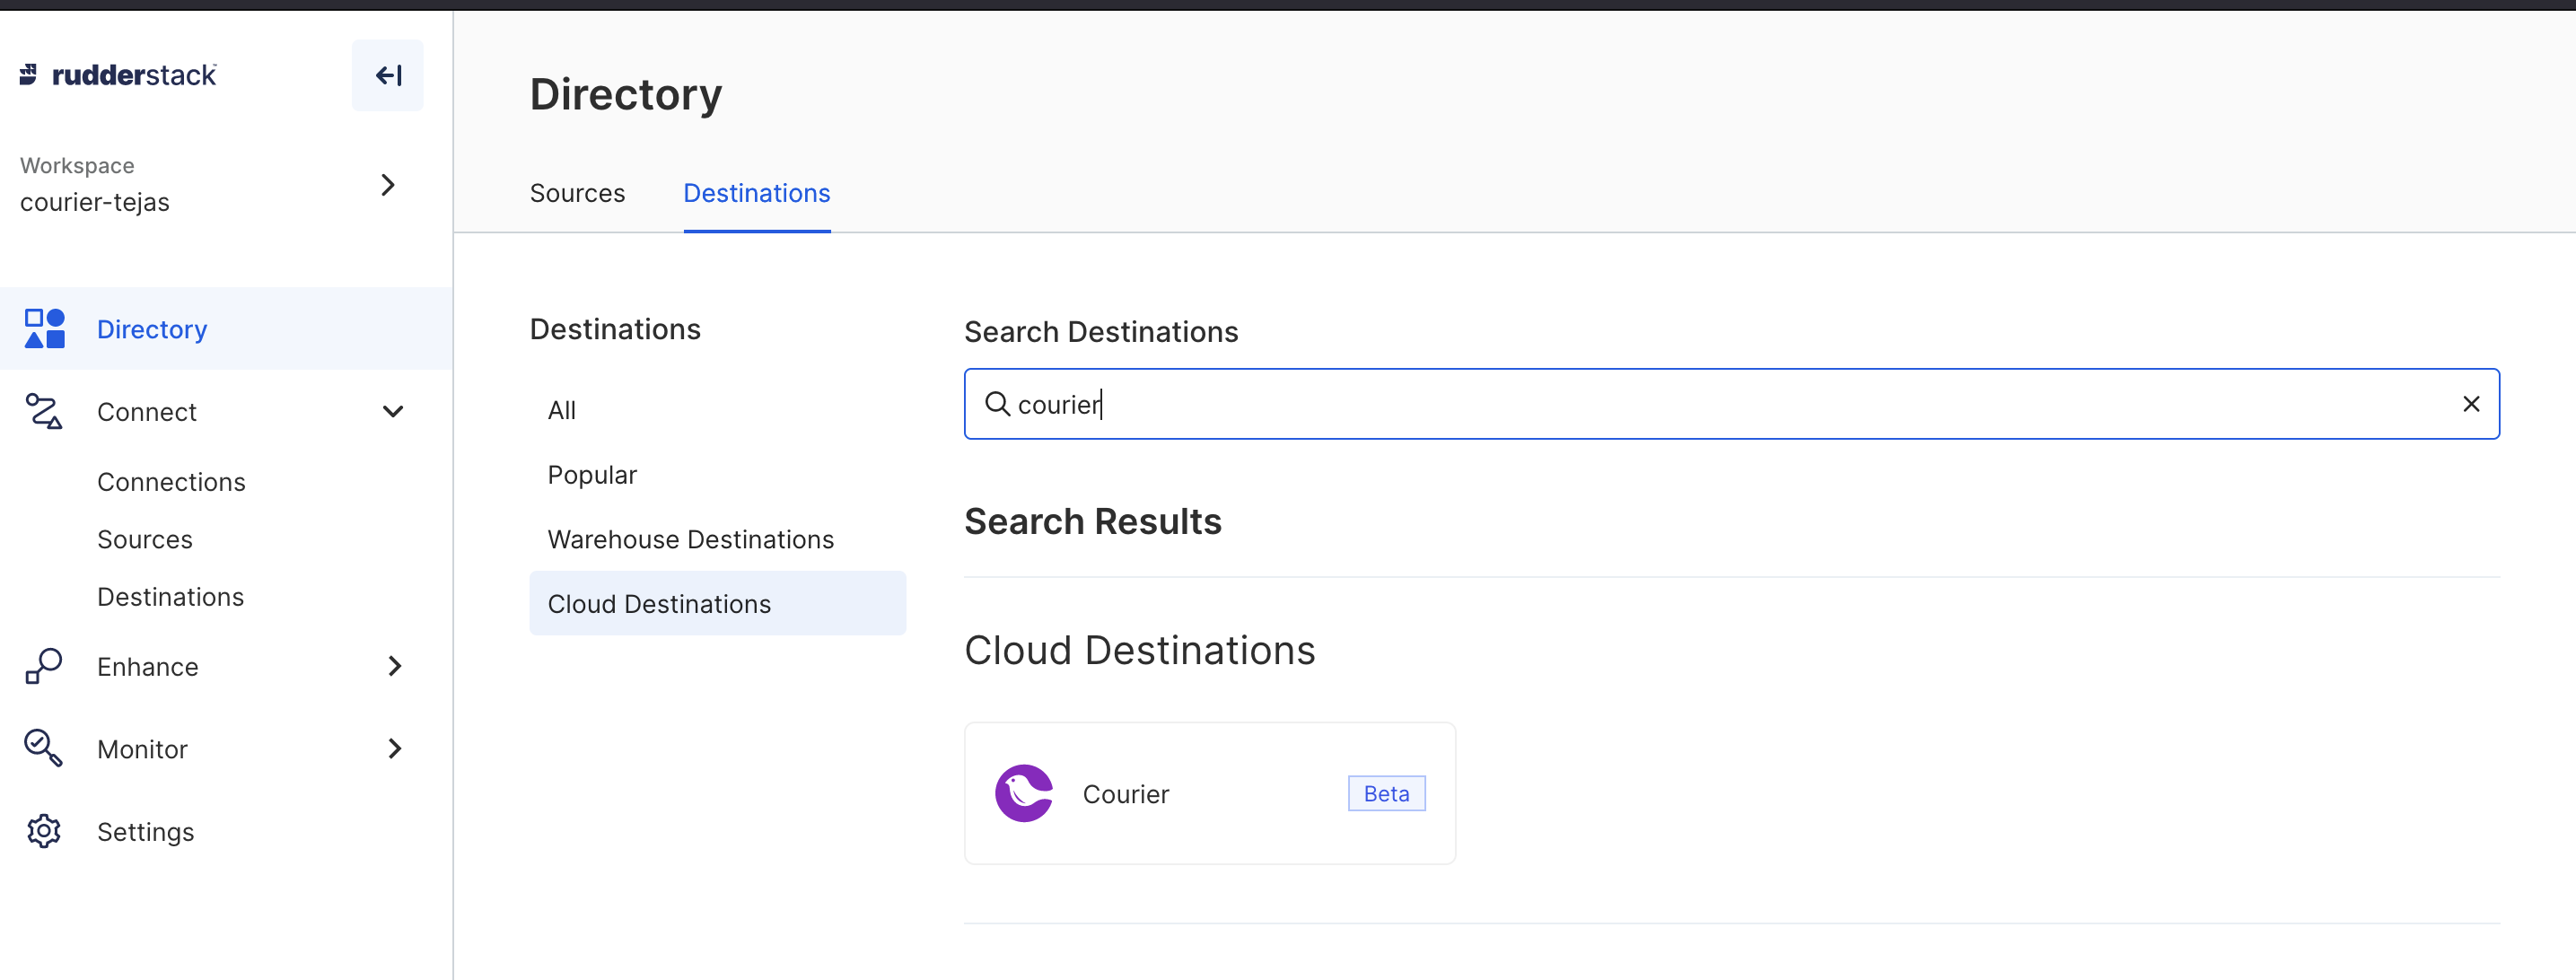 rudderstack
Workspace
courier-tejas
Directory
Connect
Connections
Sources
Destinations
Enhance
Monitor
Settings
Directory
Sources
Destinations
Destinations
All
Popular
Warehouse Destinations
Cloud Destinations
Search Destinations
courier
Search Results
Cloud Destinations
Courier
Beta